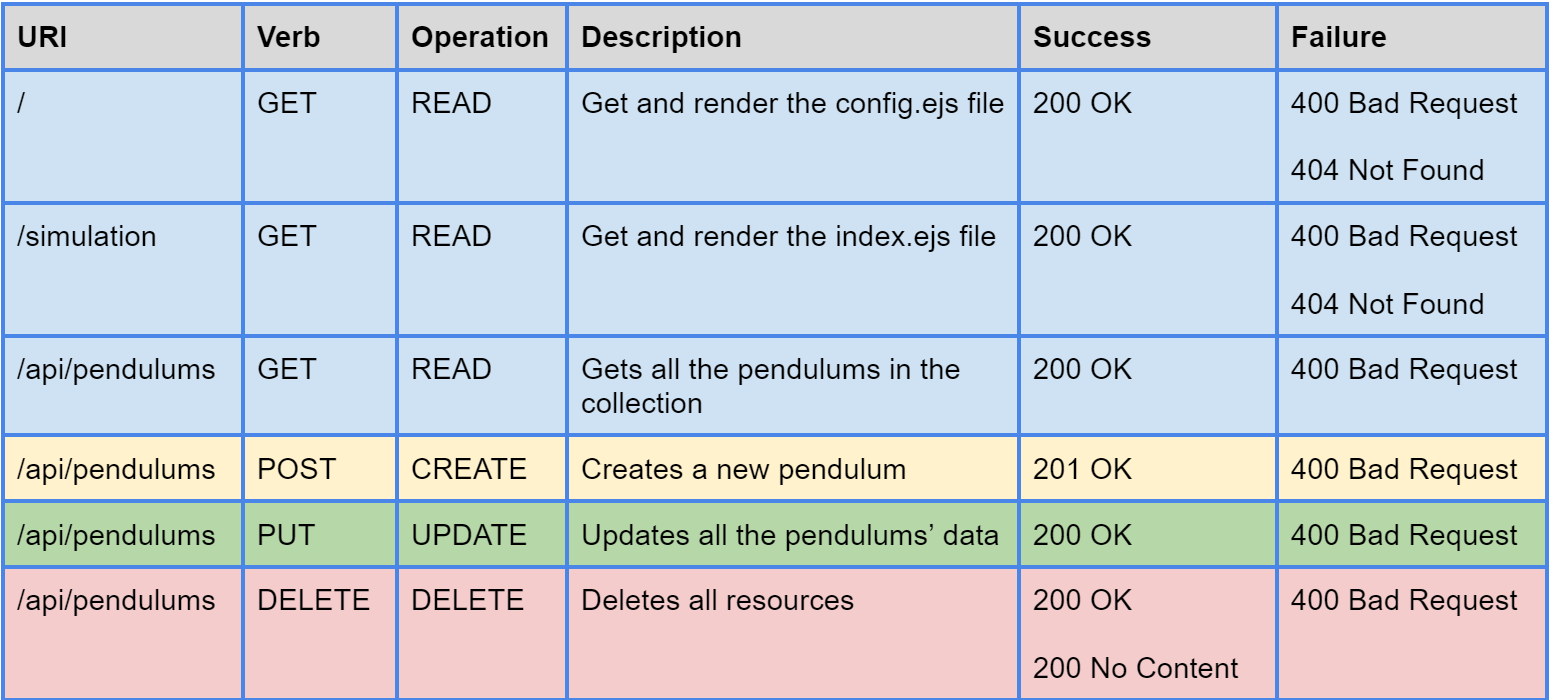 URI Verb Operation Description Success Failure
/ GET READ Get and render the config.ejs file 200 OK 400 Bad Request
404 Not Found
/simulation GET READ Get and render the index.ejs file 200 OK 400 Bad Request
404 Not Found
/api/pendulums GET READ Gets all the pendulums in the 200 OK 400 Bad Request
collection
/api/pendulums POST CREATE Creates a new pendulum 201 OK 400 Bad Request
/api/pendulums PUT UPDATE Updates all the pendulums’ data 200 OK 400 Bad Request
/api/pendulums DELETE DELETE Deletes all resources 200 OK 400 Bad Request
200 No Content